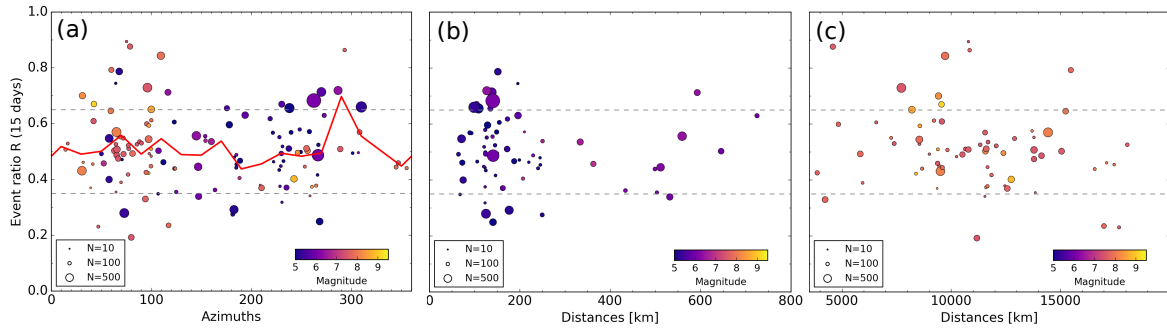 (a)
Event ratio R (15 days)
1.0
0.8
0.6
0.4
0.2
0.0
N=10
N=100
N=500
5 6 7 8 9
Magnitude
0 100 200 300
Azimuths
(b)
N=10
N=100
N=500
5 6 7 8 9
Magnitude
0 200 400 600 800
Distances [km]
(c)
N=10
N=100
N=500
5 6 7 8 9
Magnitude
5000 10000 15000
Distances [km]